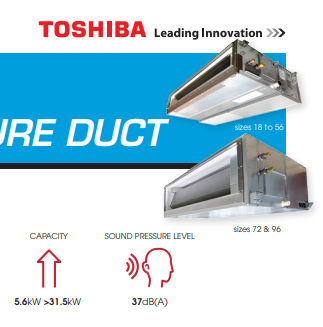 TOSHIBA Leading Innovation >>>
URE DUCT
sizes 18 to 56
sizes 72 & 96
CAPACITY
SOUND PRESSURE LEVEL
5.6kW >31.5kW
37dB(A)